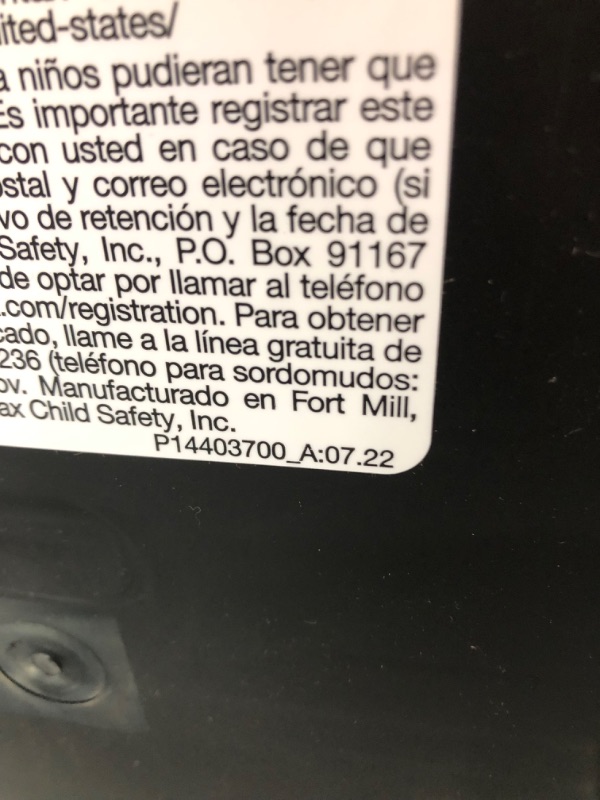 ited-states/
a niños pudieran tener que
Es importante registrar este
con usted en caso de que
ostal y correo electrónico (si
vo de retención y la fecha de
Safety, Inc., P.O. Box 91167
de optar por llamar al teléfono
.com/registration. Para obtener
cado, llame a la línea gratuita de
236 (teléfono para sordomudos:
ov. Manufacturado en Fort Mill,
ax Child Safety, Inc.
P14403700_A:07.22